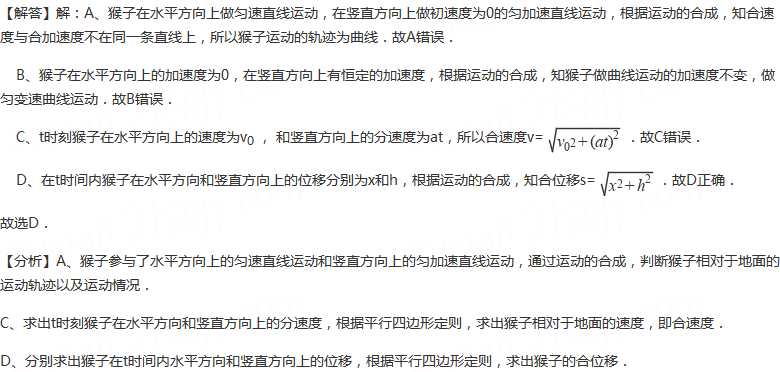 【解答】解：A、猴子在水平方向上做匀速直线运动，在竖直方向上做初速度为0的匀加速直线运动，根据运动的合成，知合速
度与合加速度不在同一条直线上，所以猴子运动的轨迹为曲线．故A错误．
B、猴子在水平方向上的加速度为0，在竖直方向上有恒定的加速度，根据运动的合成，知猴子做曲线运动的加速度不变，做
匀变速曲线运动．故B错误．
C、t时刻猴子在水平方向上的速度为v₀ ，和竖直方向上的分速度为at，所以合速度v= √(v₀²+(at)²) ．故C错误．
D、在t时间内猴子在水平方向和竖直方向上的位移分别为x和h，根据运动的合成，知合位移s= √(x²+h²) ．故D正确．
故选D．
【分析】A、猴子参与了水平方向上的匀速直线运动和竖直方向上的匀加速直线运动，通过运动的合成，判断猴子相对于地面的
运动轨迹以及运动情况．
C、求出t时刻猴子在水平方向和竖直方向上的分速度，根据平行四边形定则，求出猴子相对于地面的速度，即合速度．
D、分别求出猴子在t时间内水平方向和竖直方向上的位移，根据平行四边形定则，求出猴子的合位移．